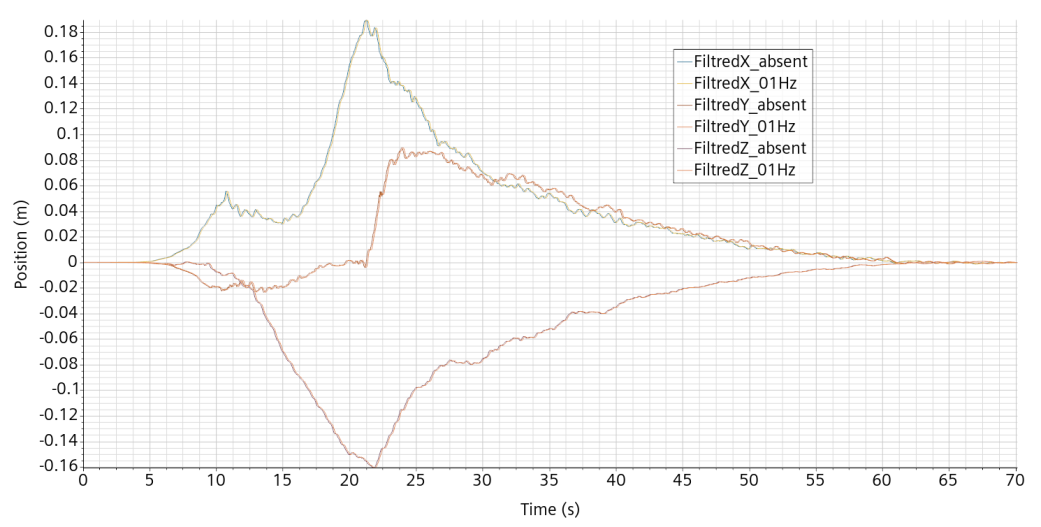 0.18
0.16
0.14
0.12
0.1
0.08
0.06
0.04
0.02
0
-0.02
-0.04
-0.06
-0.08
-0.1
-0.12
-0.14
-0.16
Position (m)
FiltredX_absent
FiltredX_01Hz
FiltredY_absent
FiltredY_01Hz
FiltredZ_absent
FiltredZ_01Hz
0 5 10 15 20 25 30 35 40 45 50 55 60 65 70
Time (s)